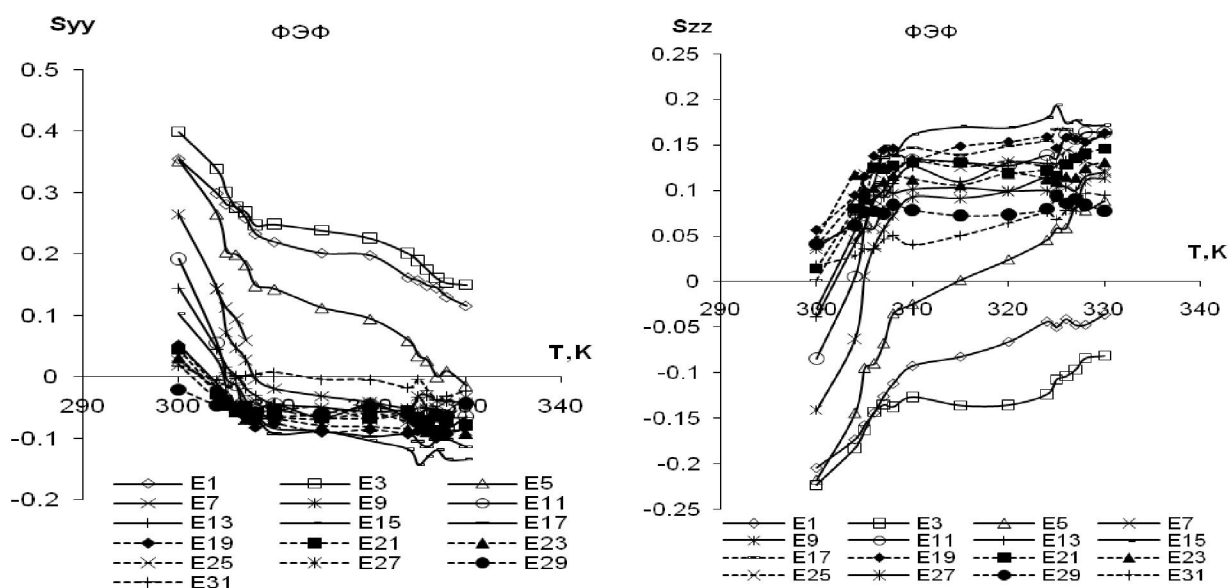 Syy ФЭФ
0.5
0.4
0.3
0.2
0.1
0
-0.1
-0.2
290 300 310 320 330 340
T,K
E1 E3 E5
E7 E9 E11
E13 E15 E17
E19 E21 E23
E25 E27 E29
E31
Szz ФЭФ
0.25
0.2
0.15
0.1
0.05
0
-0.05
-0.1
-0.15
-0.2
-0.25
290 300 310 320 330 340
T,K
E1 E3 E5 E7
E9 E11 E13 E15
E17 E19 E21 E23
E25 E27 E29 E31